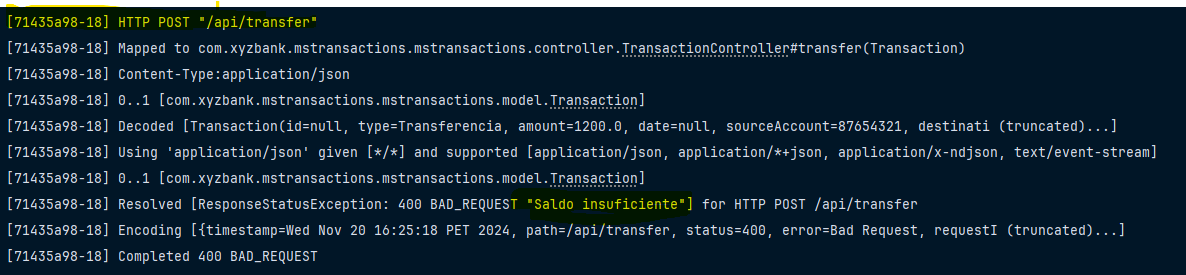 [71435a98-18] HTTP POST "/api/transfer"
[71435a98-18] Mapped to com.xyzbank.mstransactions.mstransactions.controller.TransactionController#transfer(Transaction)
[71435a98-18] Content-Type:application/json
[71435a98-18] 0..1 [com.xyzbank.mstransactions.mstransactions.model.Transaction]
[71435a98-18] Decoded [Transaction(id=null, type=Transferencia, amount=1200.0, date=null, sourceAccount=87654321, destinati (truncated)...]
[71435a98-18] Using 'application/json' given [*/*] and supported [application/json, application/*+json, application/x-ndjson, text/event-stream]
[71435a98-18] 0..1 [com.xyzbank.mstransactions.mstransactions.model.Transaction]
[71435a98-18] Resolved [ResponseStatusException: 400 BAD_REQUEST "Saldo insuficiente"] for HTTP POST /api/transfer
[71435a98-18] Encoding [{timestamp=Wed Nov 20 16:25:18 PET 2024, path=/api/transfer, status=400, error=Bad Request, requestI (truncated)...]
[71435a98-18] Completed 400 BAD_REQUEST